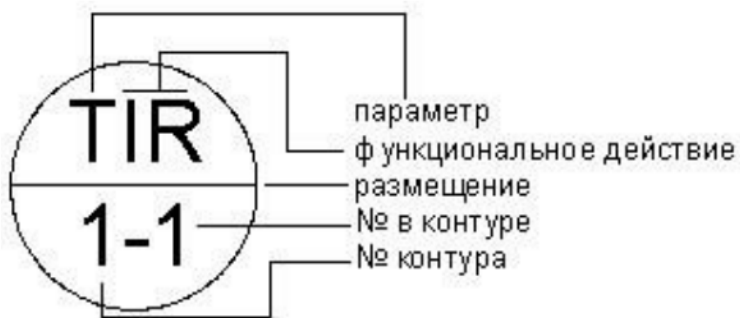 TIR
1-1
параметр
функциональное действие
размещение
№ в контуре
№ контура